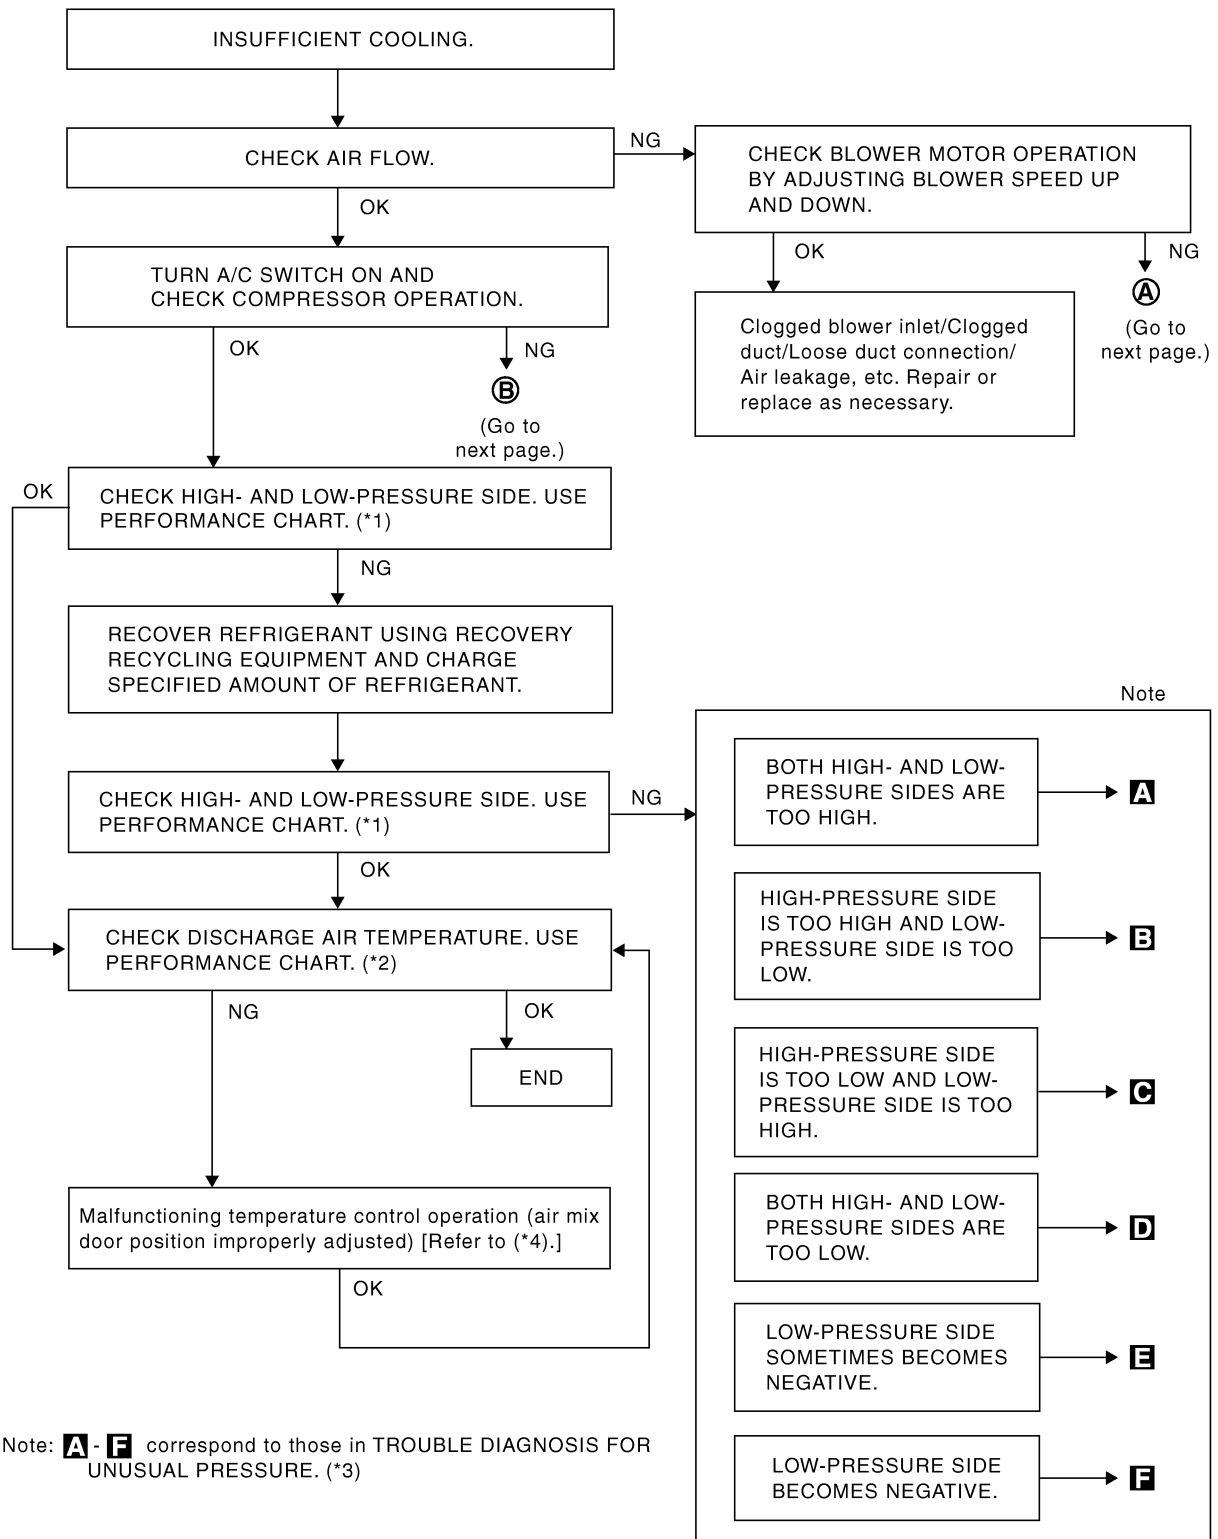 INSUFFICIENT COOLING.
CHECK AIR FLOW.
NG
CHECK BLOWER MOTOR OPERATION
BY ADJUSTING BLOWER SPEED UP
AND DOWN.
OK
OK
NG
TURN A/C SWITCH ON AND
CHECK COMPRESSOR OPERATION.
A
(Go to
next page.)
Clogged blower inlet/Clogged
duct/Loose duct connection/
Air leakage, etc. Repair or
replace as necessary.
OK
NG
B
(Go to
next page.)
OK
CHECK HIGH- AND LOW-PRESSURE SIDE. USE
PERFORMANCE CHART. (*1)
NG
RECOVER REFRIGERANT USING RECOVERY
RECYCLING EQUIPMENT AND CHARGE
SPECIFIED AMOUNT OF REFRIGERANT.
CHECK HIGH- AND LOW-PRESSURE SIDE. USE
PERFORMANCE CHART. (*1)
NG
OK
CHECK DISCHARGE AIR TEMPERATURE. USE
PERFORMANCE CHART. (*2)
NG
OK
END
Malfunctioning temperature control operation (air mix
door position improperly adjusted) [Refer to (*4).]
OK
Note
BOTH HIGH- AND LOW-
PRESSURE SIDES ARE
TOO HIGH.
A
HIGH-PRESSURE SIDE
IS TOO HIGH AND LOW-
PRESSURE SIDE IS TOO
LOW.
B
HIGH-PRESSURE SIDE
IS TOO LOW AND LOW-
PRESSURE SIDE IS TOO
HIGH.
C
BOTH HIGH- AND LOW-
PRESSURE SIDES ARE
TOO LOW.
D
LOW-PRESSURE SIDE
SOMETIMES BECOMES
NEGATIVE.
E
LOW-PRESSURE SIDE
BECOMES NEGATIVE.
F
Note: A - F correspond to those in TROUBLE DIAGNOSIS FOR
UNUSUAL PRESSURE. (*3)